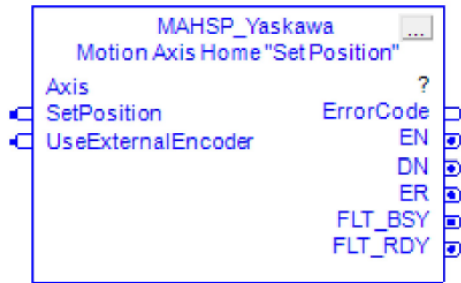 MAHSP_Yaskawa ...
Motion Axis Home "Set Position"
Axis ?
SetPosition ErrorCode
UseExternalEncoder EN
DN
ER
FLT_BSY
FLT_RDY